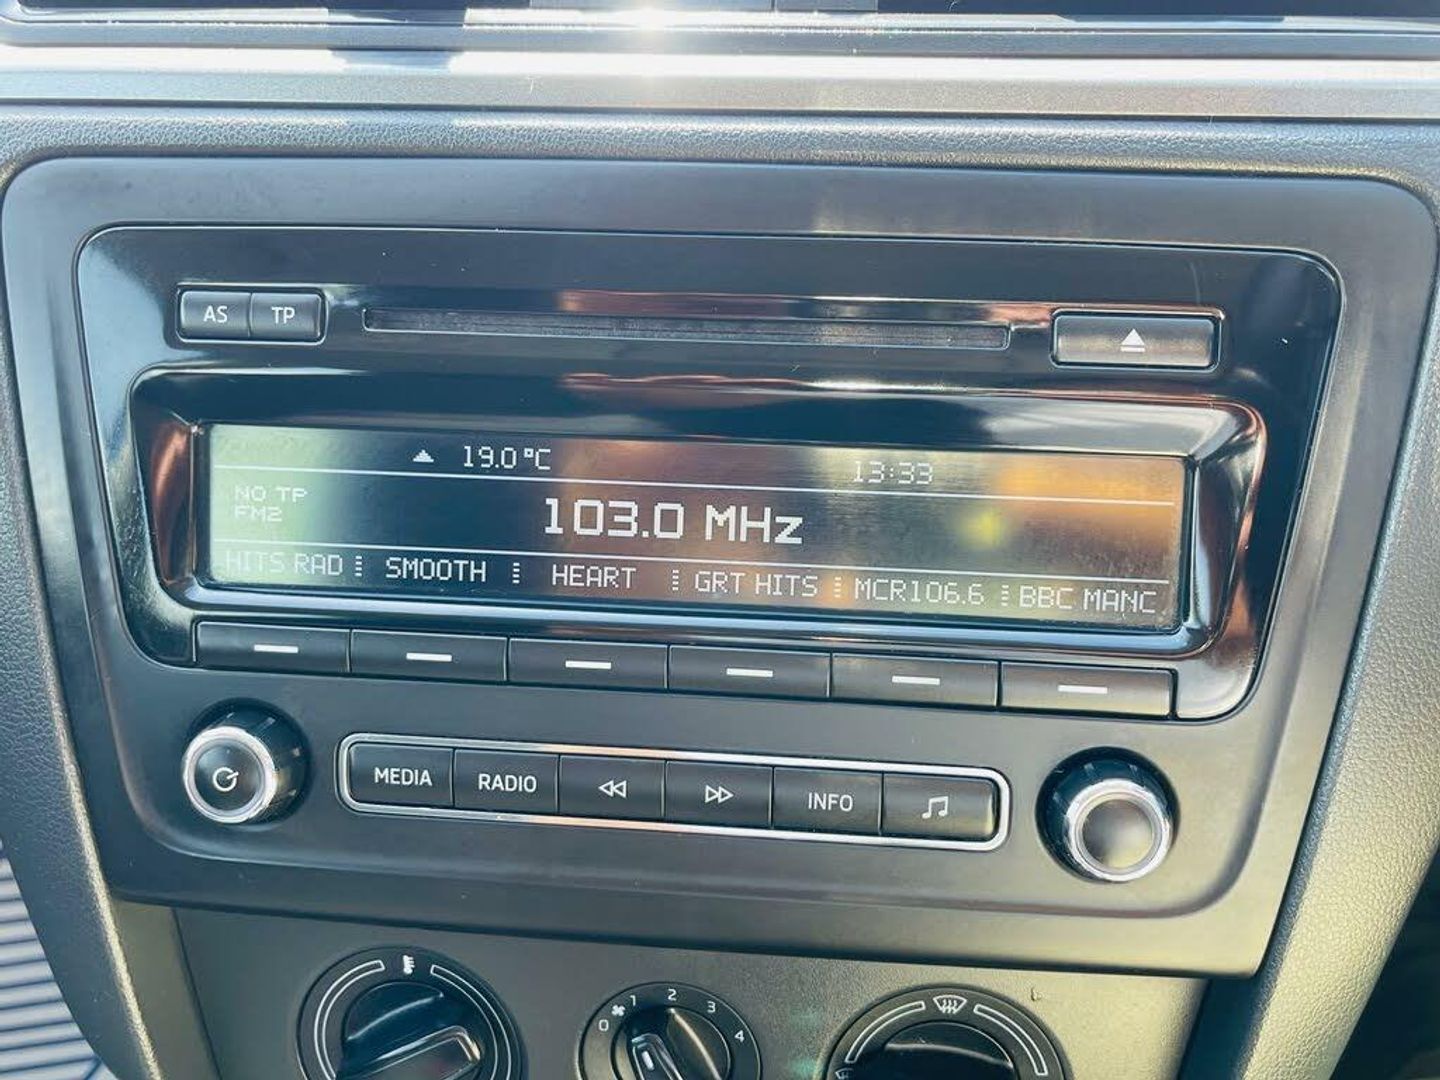 AS TP
19.0°C 13:33
NO TP
FM2
103.0 MHz
HITS RAD SMOOTH HEART GRT HITS MCR106.6 BBC MANC
MEDIA RADIO INFO
0 1 2 3 4